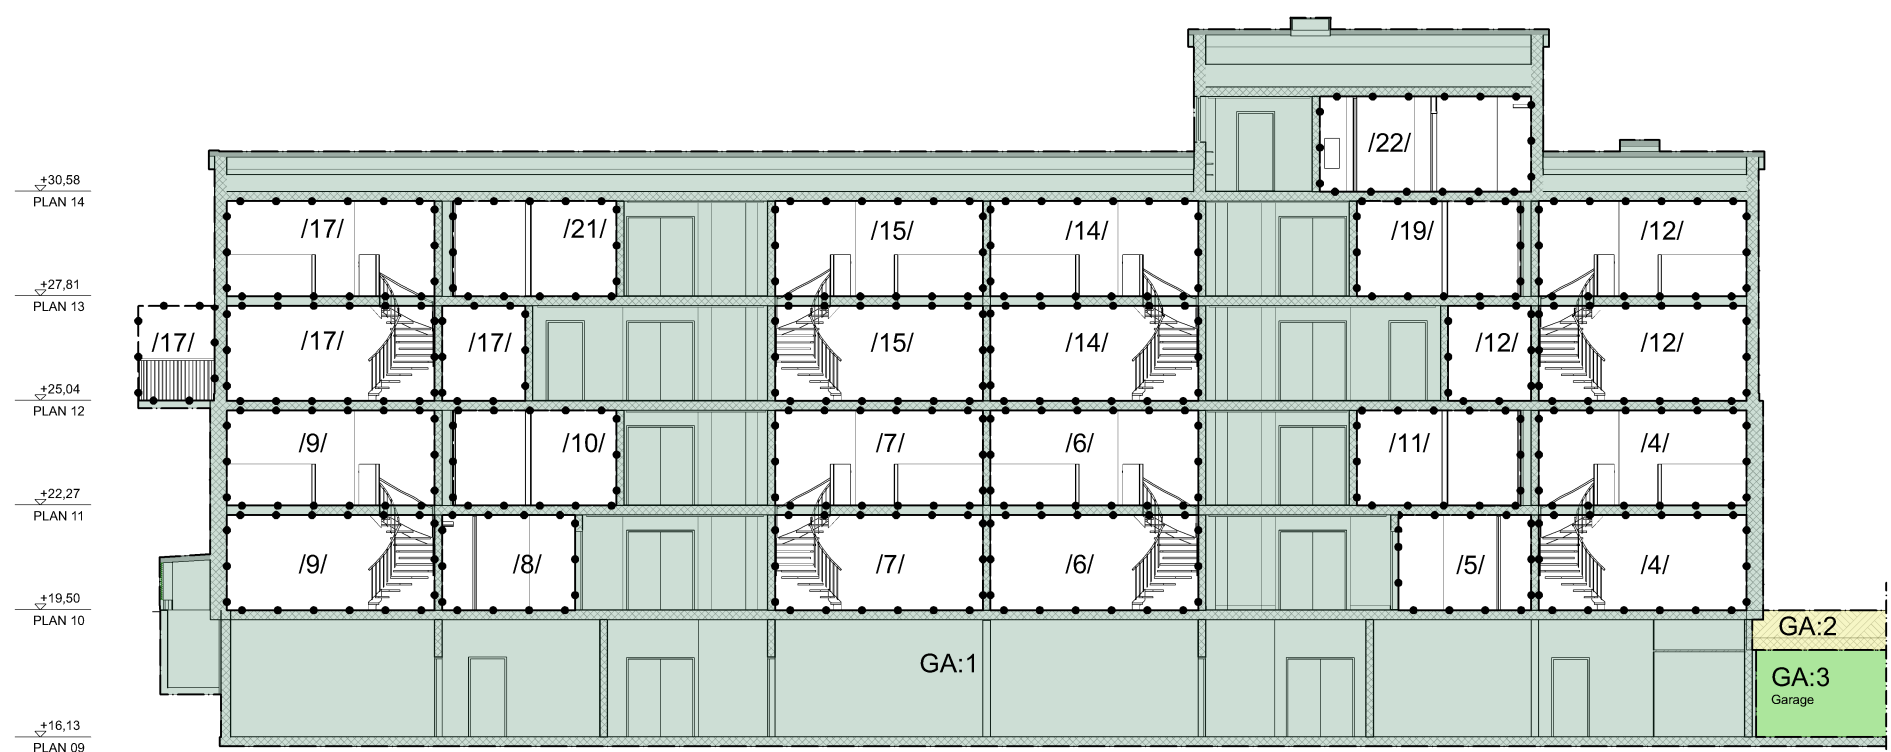 /22/
+30,58
PLAN 14
/17/ /21/ /15/ /14/ /19/ /12/
+27,81
PLAN 13
/17/ /17/ /17/ /15/ /14/ /12/ /12/
+25,04
PLAN 12
/9/ /10/ /7/ /6/ /11/ /4/
+22,27
PLAN 11
/9/ /8/ /7/ /6/ /5/ /4/
+19,50
PLAN 10
GA:2
GA:1
GA:3
Garage
+16,13
PLAN 09